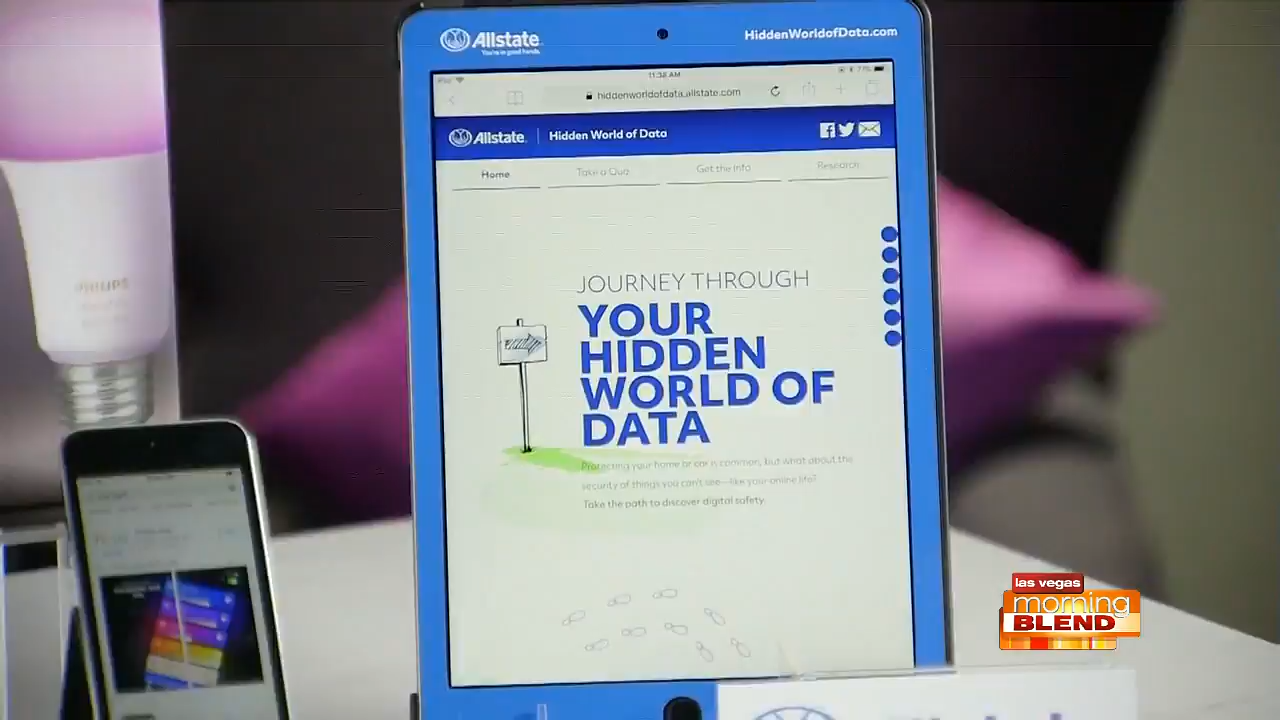 Allstate
You're in good hands.
HiddenWorldofData.com
iPad
11:38 AM
77%
hiddenworldofdata.allstate.com
Allstate
Hidden World of Data
Home
Take a Quiz
Get the Info
Research
JOURNEY THROUGH
YOUR
HIDDEN
WORLD OF
DATA
Protecting your home or car is common, but what about the
security of things you can't see—like your online life?
Take the path to discover digital safety.
PHILIPS
las vegas
morning
BLEND